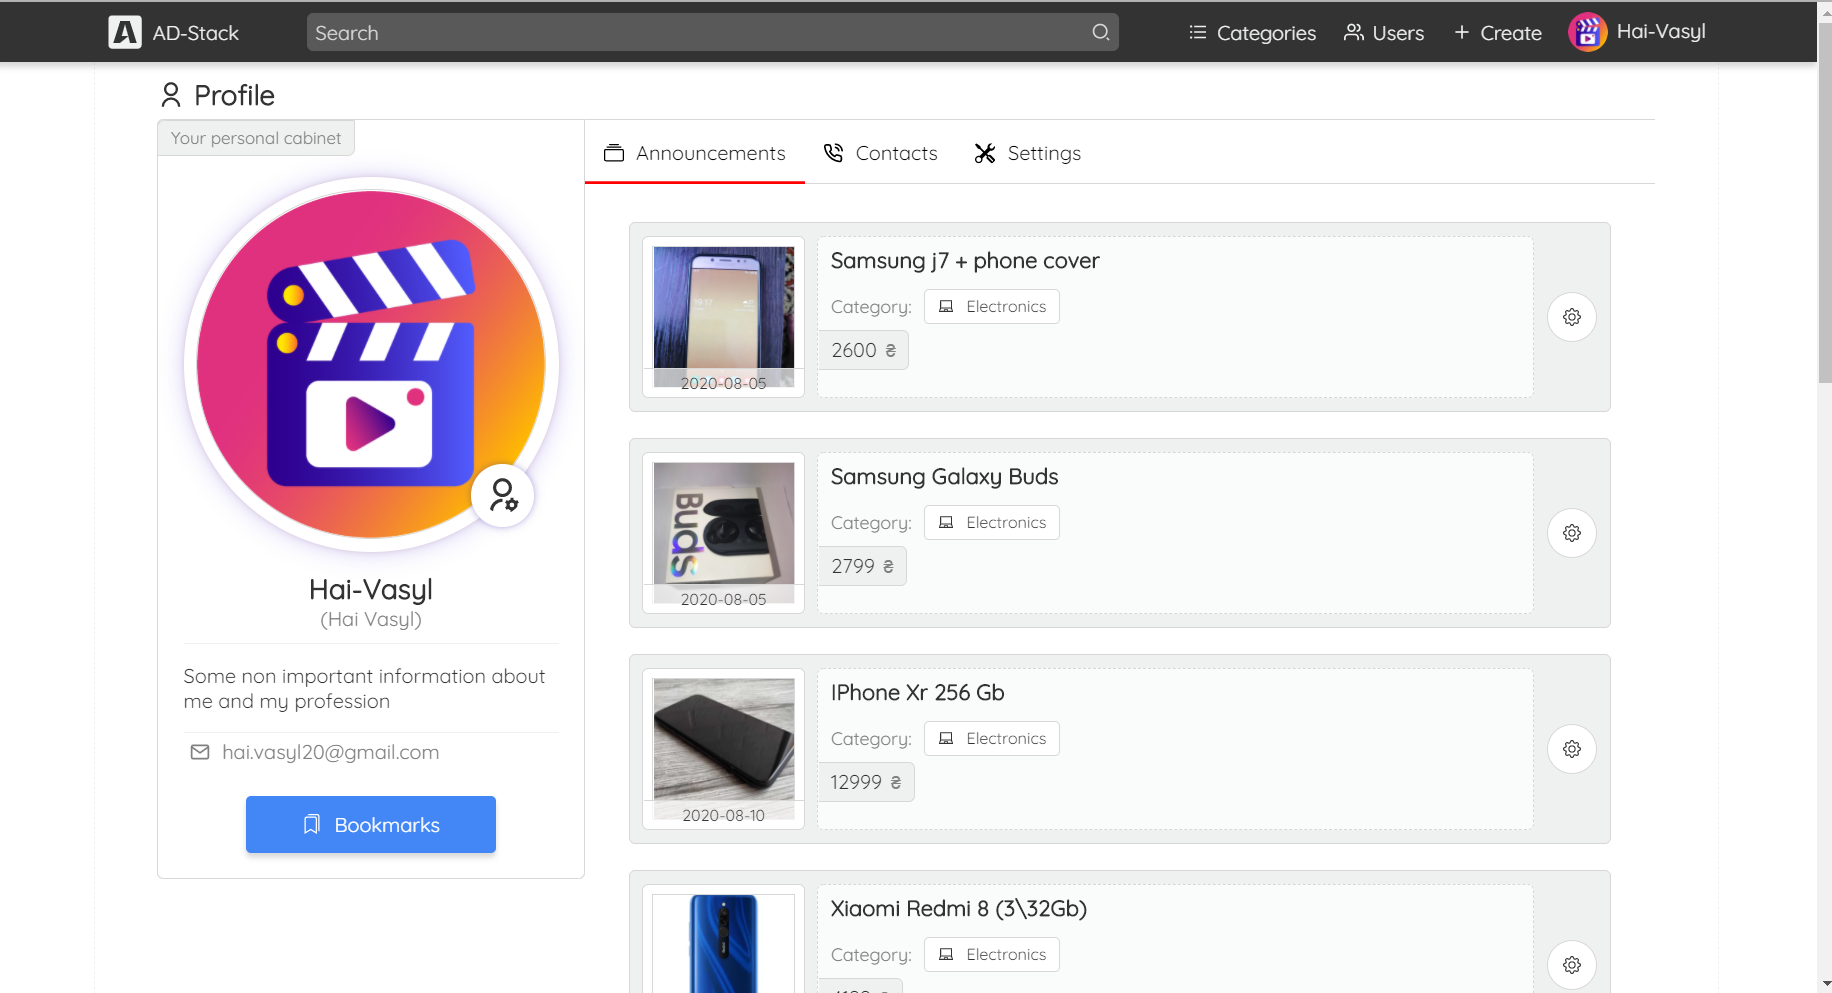 AD-Stack
Search
Categories
Users
Create
Hai-Vasyl
Profile
Your personal cabinet
Hai-Vasyl
(Hai Vasyl)
Some non important information about
me and my profession
hai.vasyl20@gmail.com
Bookmarks
Announcements
Contacts
Settings
2020-08-05
Samsung j7 + phone cover
Category:
Electronics
2600 ₴
Buds
2020-08-05
Samsung Galaxy Buds
Category:
Electronics
2799 ₴
2020-08-10
IPhone Xr 256 Gb
Category:
Electronics
12999 ₴
Xiaomi Redmi 8 (3\32Gb)
Category:
Electronics